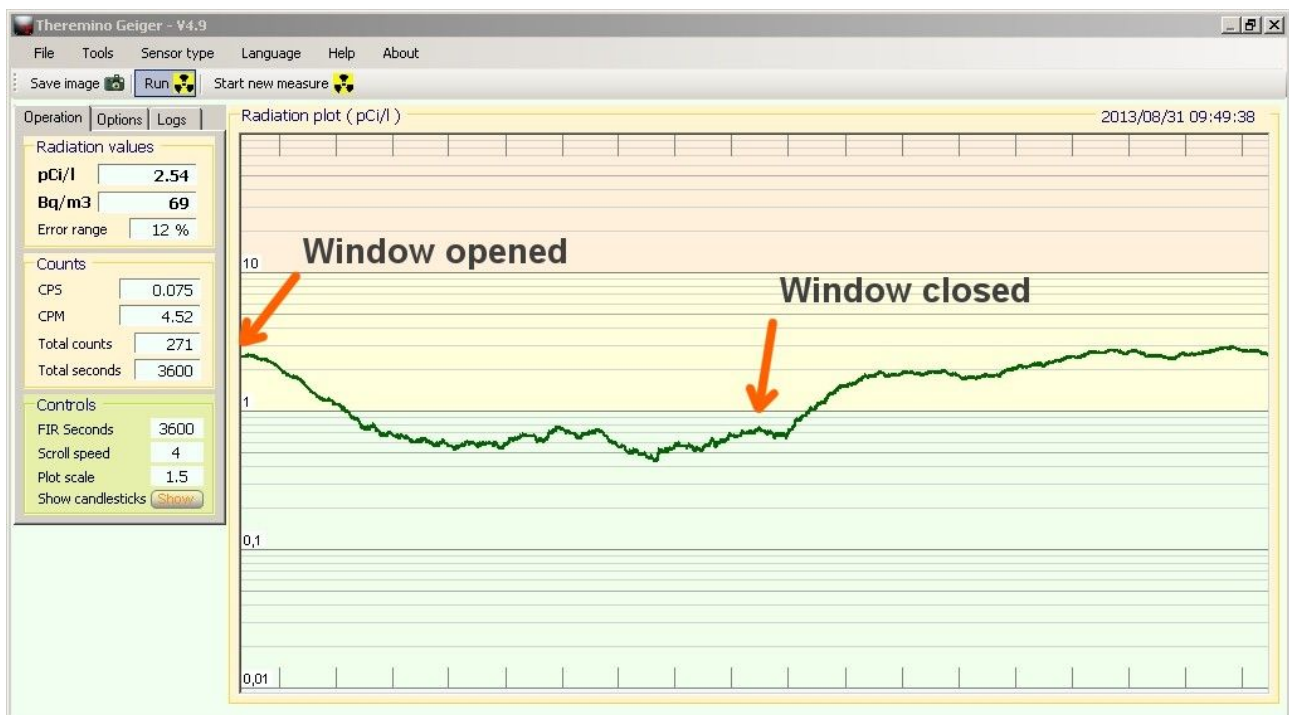 Theremino Geiger - V4.9
File Tools Sensor type Language Help About
Save image Run Start new measure
Operation Options Logs
Radiation values
pCi/l 2.54
Bq/m3 69
Error range 12 %
Counts
CPS 0.075
CPM 4.52
Total counts 271
Total seconds 3600
Controls
FIR Seconds 3600
Scroll speed 4
Plot scale 1.5
Show candlesticks Show
Radiation plot ( pCi/l ) 2013/08/31 09:49:38
Window opened
10
Window closed
1
0,1
0,01